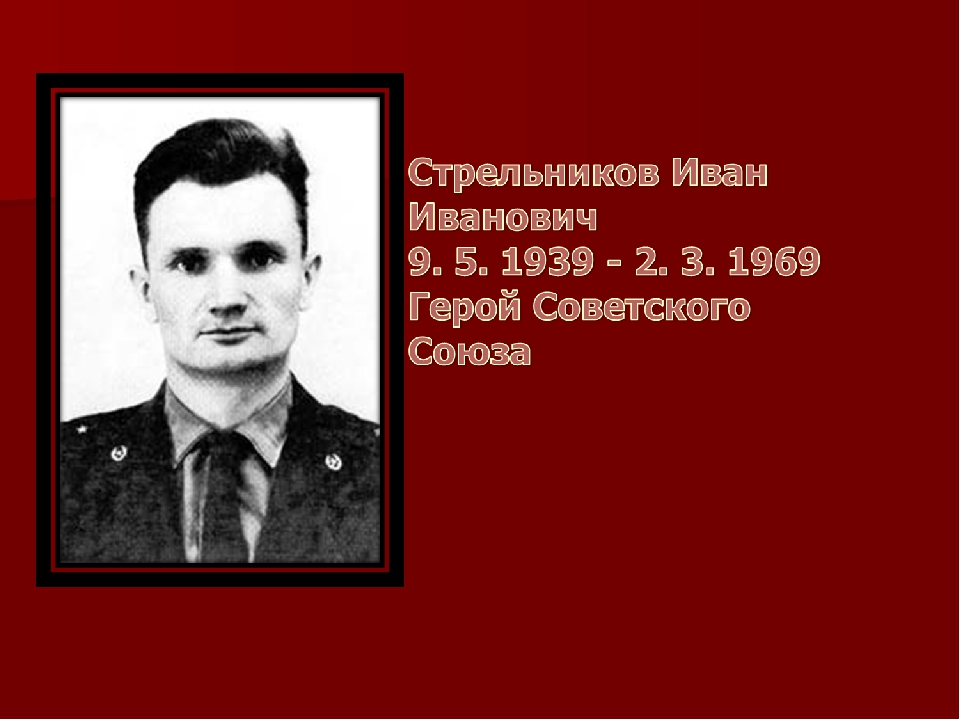 Стрельников Иван
Иванович
9. 5. 1939 - 2. 3. 1969
Герой Советского
Союза